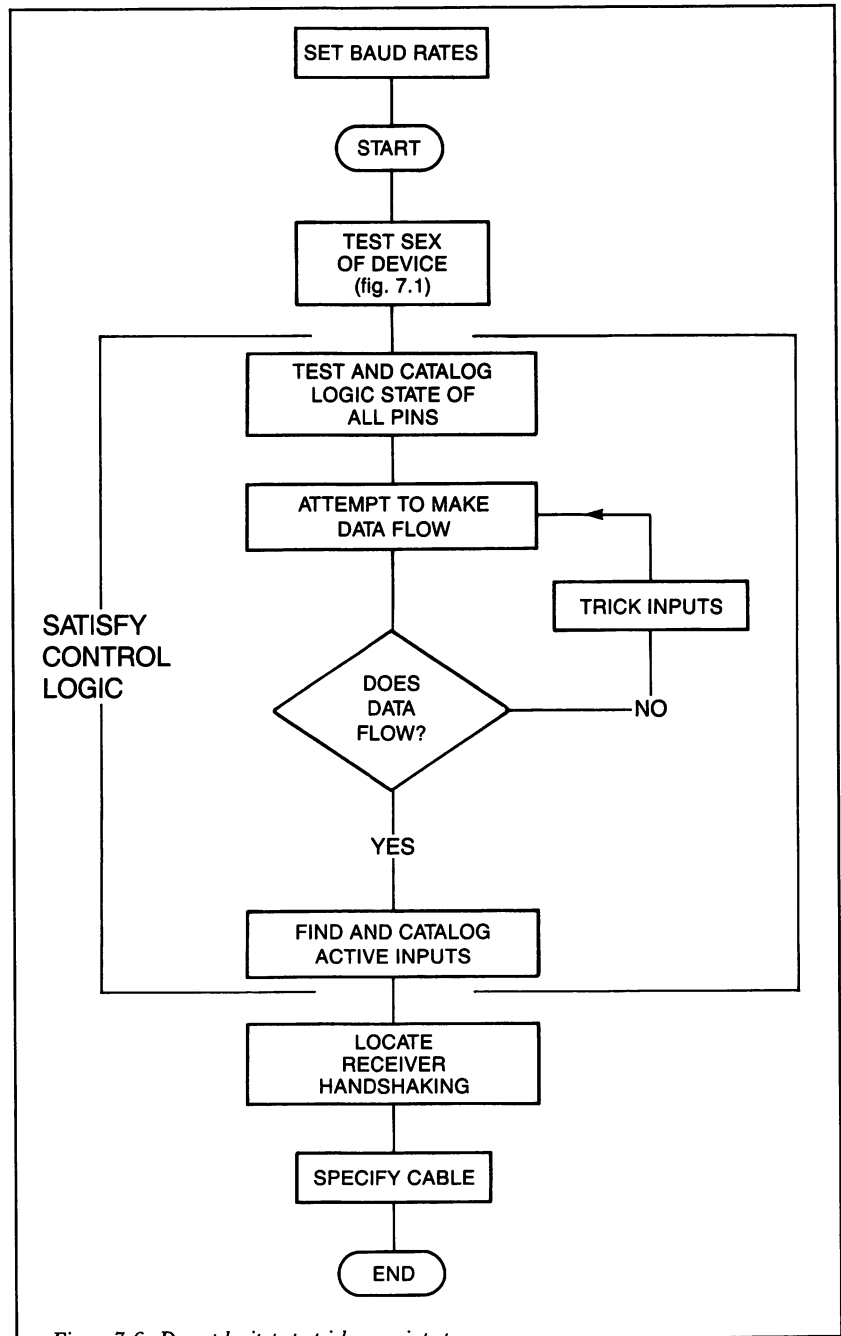 SET BAUD RATES
START
TEST SEX
OF DEVICE
(fig. 7.1)
TEST AND CATALOG
LOGIC STATE OF
ALL PINS
ATTEMPT TO MAKE
DATA FLOW
TRICK INPUTS
SATISFY
CONTROL
LOGIC
DOES
DATA
FLOW?
NO
YES
FIND AND CATALOG
ACTIVE INPUTS
LOCATE
RECEIVER
HANDSHAKING
SPECIFY CABLE
END